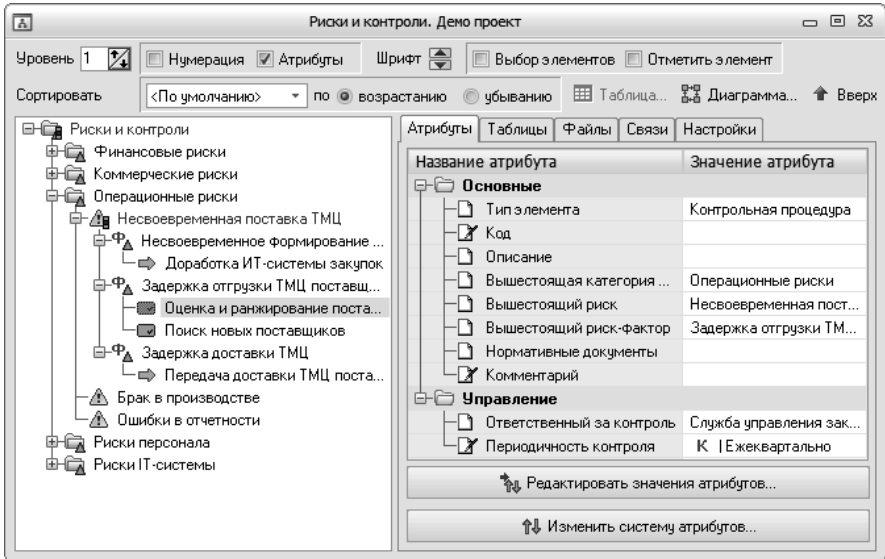 Риски и контроли. Демо проект
Уровень 1 Нумерация Атрибуты Шрифт Выбор элементов Отметить элемент
Сортировать <По умолчанию> по возрастанию убыванию Таблица... Диаграмма... Вверх
Риски и контроли
Финансовые риски
Коммерческие риски
Операционные риски
Несвоевременная поставка ТМЦ
Несвоевременное формирование ...
Доработка ИТ-системы закупок
Задержка отгрузки ТМЦ поставщ...
Оценка и ранжирование поста...
Поиск новых поставщиков
Задержка доставки ТМЦ
Передача доставки ТМЦ поста...
Брак в производстве
Ошибки в отчетности
Риски персонала
Риски IT-системы
Атрибуты Таблицы Файлы Связи Настройки
Название атрибута Значение атрибута
Основные
Тип элемента Контрольная процедура
Код
Описание
Вышестоящая категория ... Операционные риски
Вышестоящий риск Несвоевременная пост...
Вышестоящий риск-фактор Задержка отгрузки ТМ...
Нормативные документы
Комментарий
Управление
Ответственный за контроль Служба управления зак...
Периодичность контроля К | Ежеквартально
Редактировать значения атрибутов...
Изменить систему атрибутов...